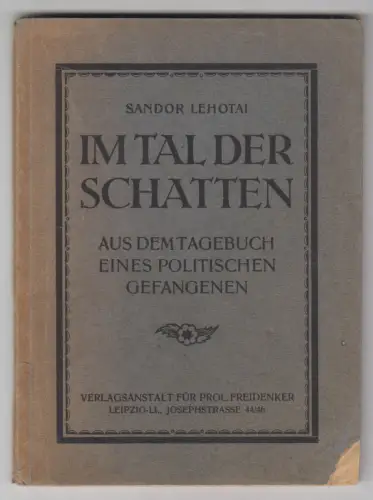 SANDOR LEHOTAI
IM TAL DER
SCHATTEN
AUS DEM TAGEBUCH
EINES POLITISCHEN
GEFANGENEN
VERLAGSANSTALT FÜR PROL. FREIDENKER
LEIPZIG-LI., JOSEPHSTRASSE 44/46